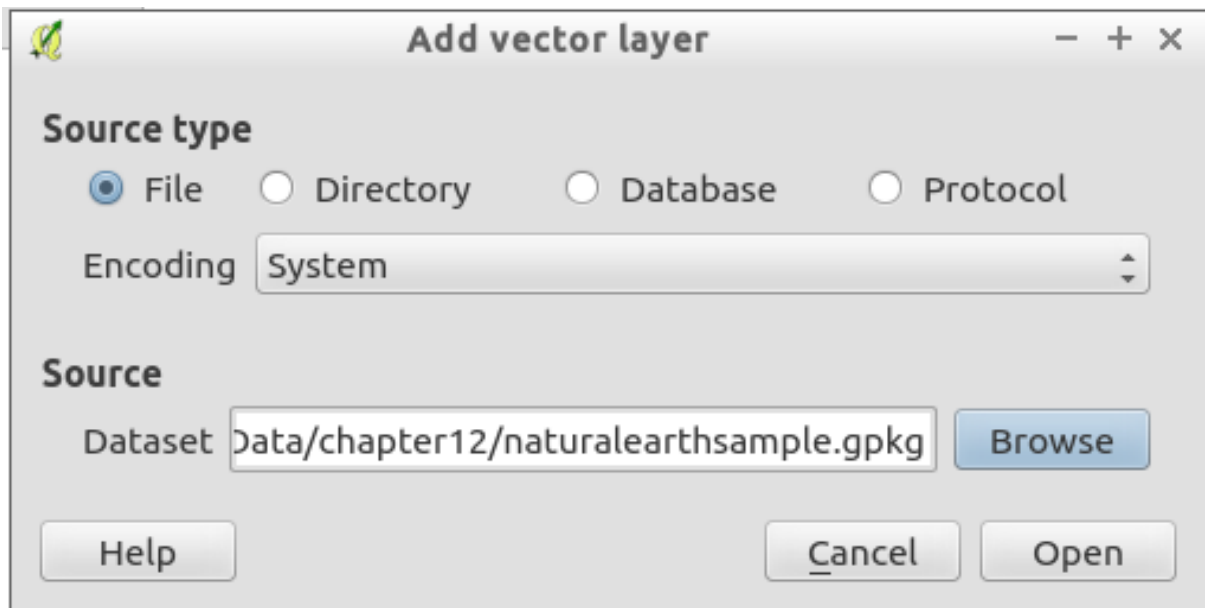 Add vector layer
Source type
File Directory Database Protocol
Encoding System
Source
Dataset Data/chapter12/naturalearthsample.gpkg Browse
Help Cancel Open